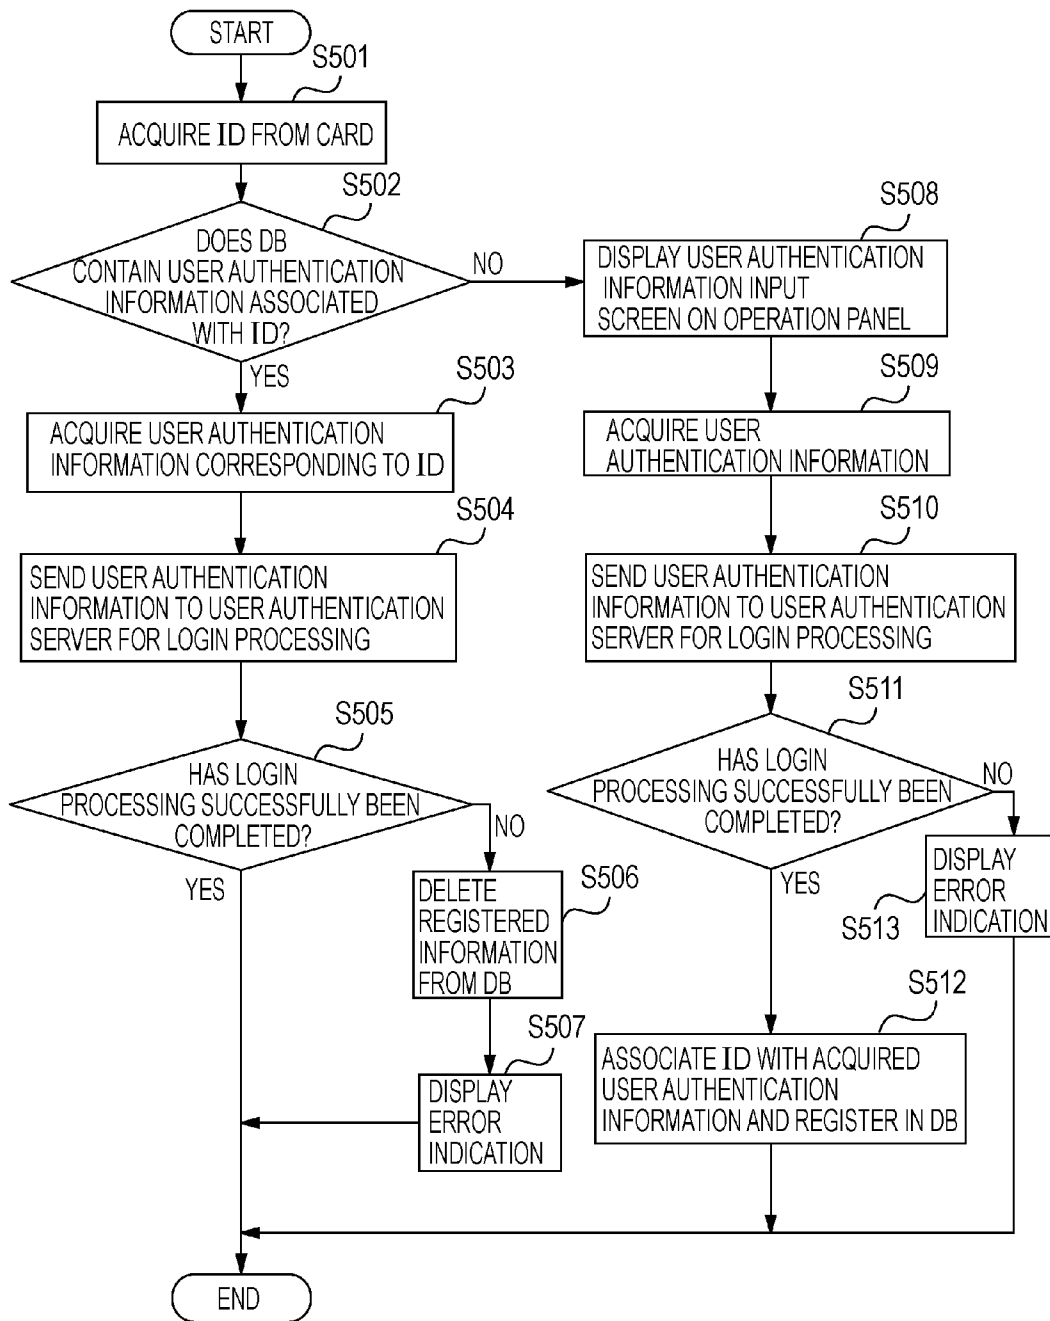 START
S501
ACQUIRE ID FROM CARD
S502
DOES DB
CONTAIN USER AUTHENTICATION
INFORMATION ASSOCIATED
WITH ID?
NO
YES
S503
ACQUIRE USER AUTHENTICATION
INFORMATION CORRESPONDING TO ID
S504
SEND USER AUTHENTICATION
INFORMATION TO USER AUTHENTICATION
SERVER FOR LOGIN PROCESSING
S505
HAS LOGIN
PROCESSING SUCCESSFULLY BEEN
COMPLETED?
NO
YES
S506
DELETE
REGISTERED
INFORMATION
FROM DB
S507
DISPLAY
ERROR
INDICATION
S508
DISPLAY USER AUTHENTICATION
INFORMATION INPUT
SCREEN ON OPERATION PANEL
S509
ACQUIRE USER
AUTHENTICATION INFORMATION
S510
SEND USER AUTHENTICATION
INFORMATION TO USER AUTHENTICATION
SERVER FOR LOGIN PROCESSING
S511
HAS LOGIN
PROCESSING SUCCESSFULLY BEEN
COMPLETED?
NO
YES
DISPLAY
ERROR
INDICATION
S513
S512
ASSOCIATE ID WITH ACQUIRED
USER AUTHENTICATION
INFORMATION AND REGISTER IN DB
END